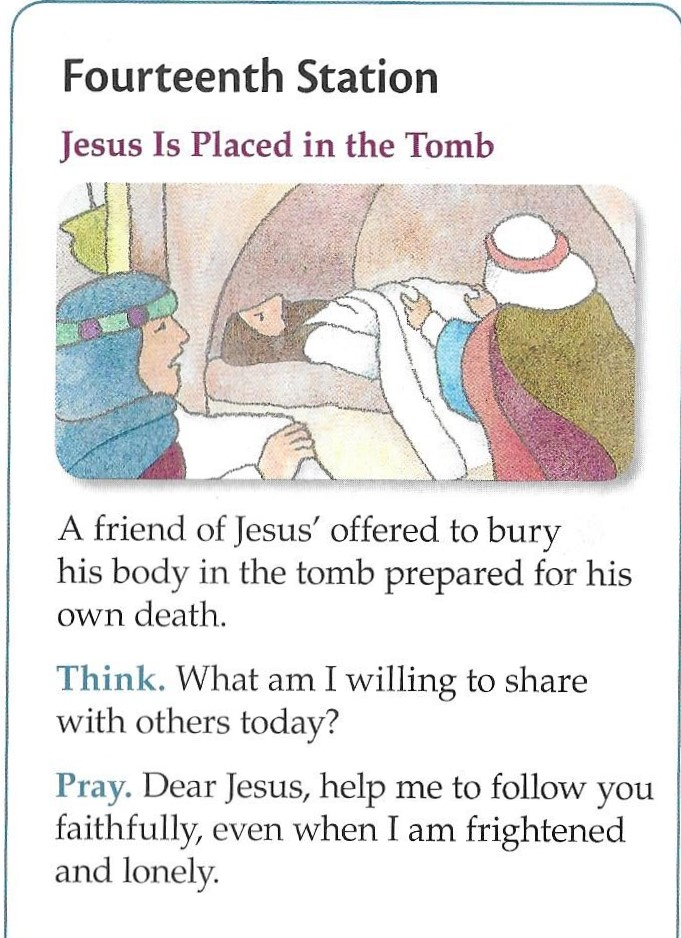 Fourteenth Station
Jesus Is Placed in the Tomb
A friend of Jesus’ offered to bury
his body in the tomb prepared for his
own death.
Think. What am I willing to share
with others today?
Pray. Dear Jesus, help me to follow you
faithfully, even when I am frightened
and lonely.